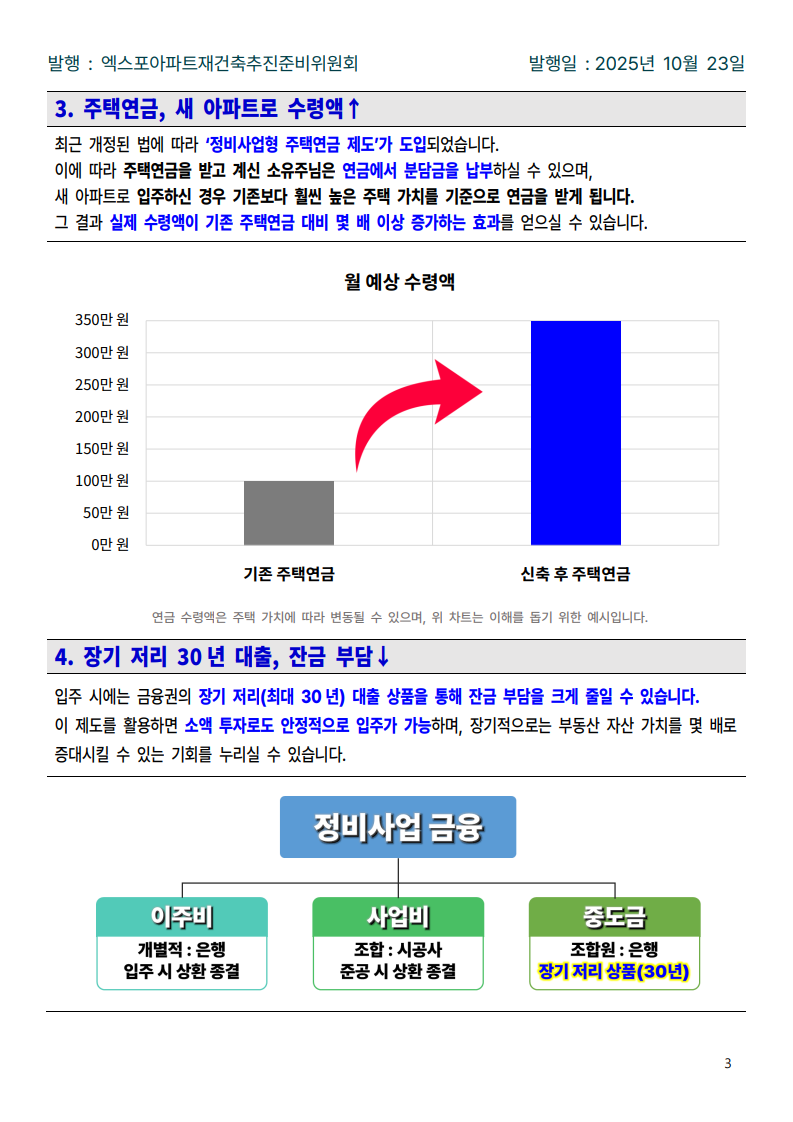 발행 : 엑스포아파트재건축추진준비위원회
발행일 : 2025년 10월 23일
3. 주택연금, 새 아파트로 수령액↑
최근 개정된 법에 따라 ‘정비사업형 주택연금 제도’가 도입되었습니다.
이에 따라 주택연금을 받고 계신 소유주님은 연금에서 분담금을 납부하실 수 있으며,
새 아파트로 입주하신 경우 기존보다 훨씬 높은 주택 가치를 기준으로 연금을 받게 됩니다.
그 결과 실제 수령액이 기존 주택연금 대비 몇 배 이상 증가하는 효과를 얻으실 수 있습니다.
월 예상 수령액
350만 원
300만 원
250만 원
200만 원
150만 원
100만 원
50만 원
0만 원
기존 주택연금
신축 후 주택연금
연금 수령액은 주택 가치에 따라 변동될 수 있으며, 위 차트는 이해를 돕기 위한 예시입니다.
4. 장기 저리 30년 대출, 잔금 부담↓
입주 시에는 금융권의 장기 저리(최대 30년) 대출 상품을 통해 잔금 부담을 크게 줄일 수 있습니다.
이 제도를 활용하면 소액 투자로도 안정적으로 입주가 가능하며, 장기적으로는 부동산 자산 가치를 몇 배로
증대시킬 수 있는 기회를 누리실 수 있습니다.
정비사업 금융
이주비
개별적 : 은행
입주 시 상환 종결
사업비
조합 : 시공사
준공 시 상환 종결
중도금
조합원 : 은행
장기 저리 상품(30년)
3